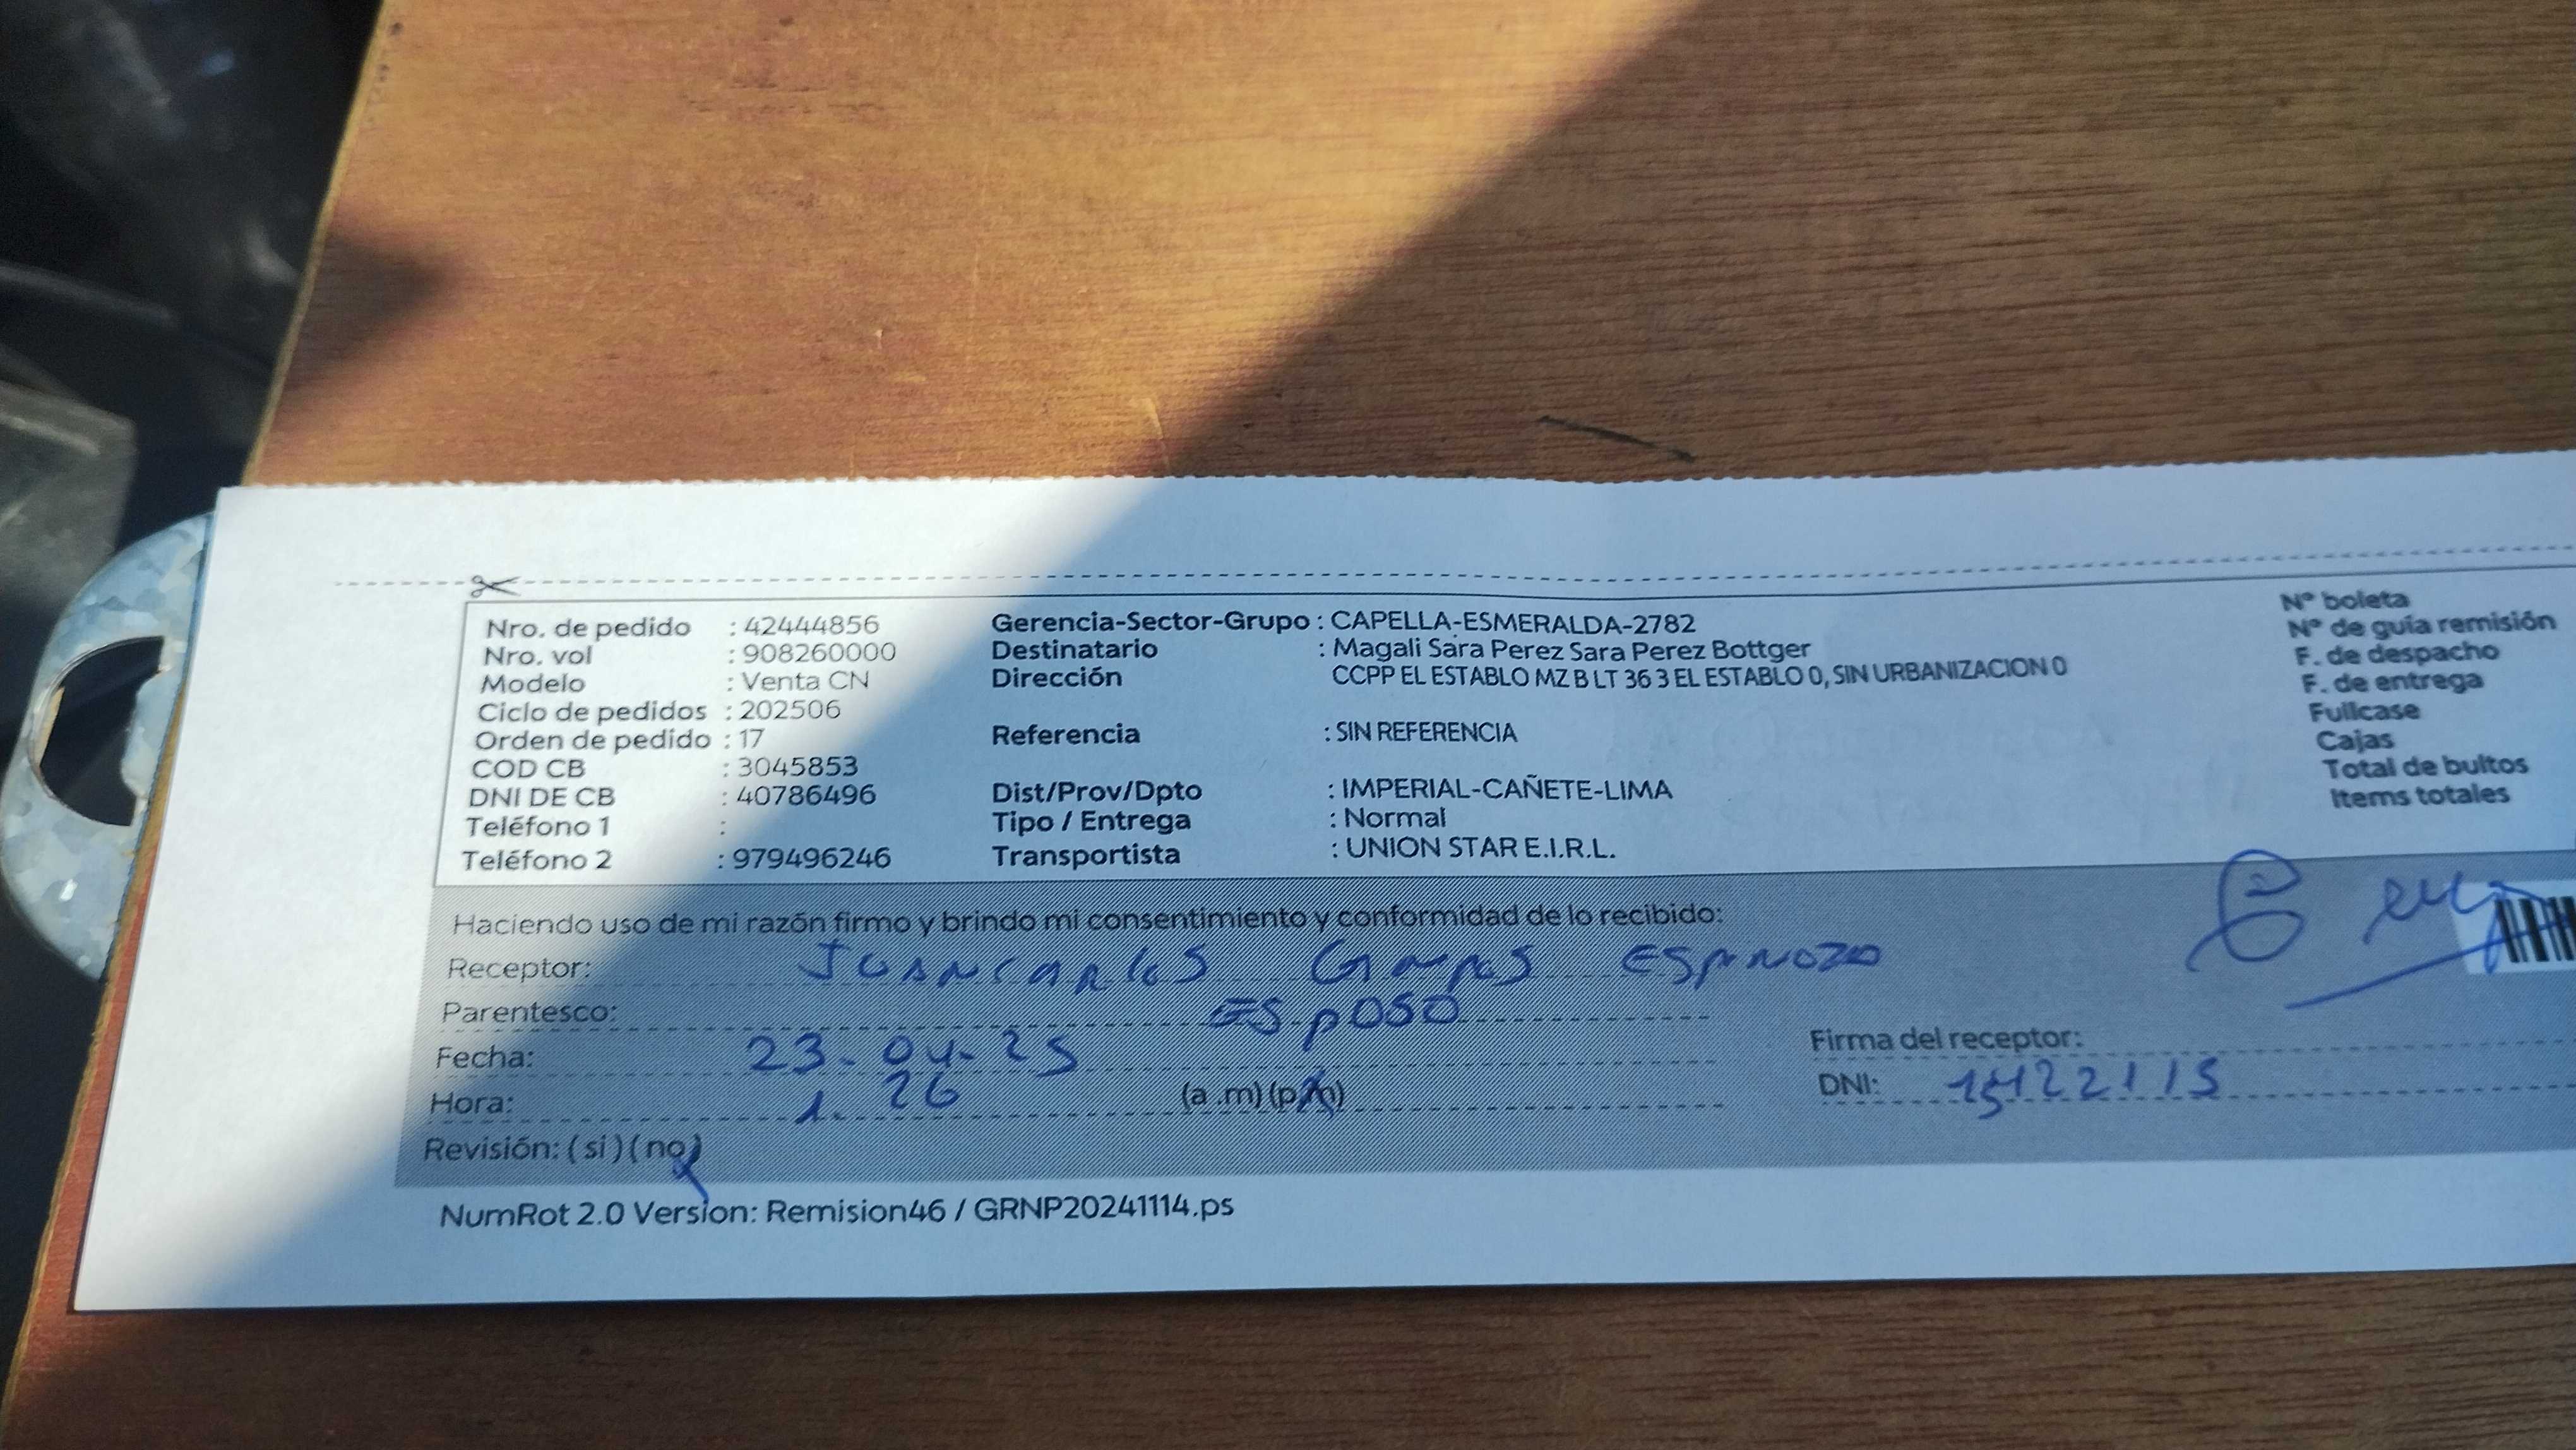 Nro. de pedido : 42444856
Nro. vol : 908260000
Modelo : Venta CN
Ciclo de pedidos : 202506
Orden de pedido : 17
COD CB : 3045853
DNI DE CB : 40786496
Teléfono 1 :
Teléfono 2 : 979496246
Gerencia-Sector-Grupo : CAPELLA-ESMERALDA-2782
Destinatario : Magali Sara Perez Sara Perez Bottger
Dirección CCPP EL ESTABLO MZ B LT 36 3 EL ESTABLO 0, SIN URBANIZACION 0
Referencia : SIN REFERENCIA
Dist/Prov/Dpto : IMPERIAL-CAÑETE-LIMA
Tipo / Entrega : Normal
Transportista : UNION STAR E.I.R.L.
N° boleta
N° de guía remisión
F. de despacho
F. de entrega
Fullcase
Cajas
Total de bultos
Items totales
Haciendo uso de mi razón firmo y brindo mi consentimiento y conformidad de lo recibido:
Receptor: Juan Carlos Espinoza
Parentesco: ESPOSO
Fecha: 23-04-25
Hora: 1.26 (a .m) (p.m)
Revisión: ( si ) ( no )
Firma del receptor:
DNI:
NumRot 2.0 Version: Remision46 / GRNP20241114.ps